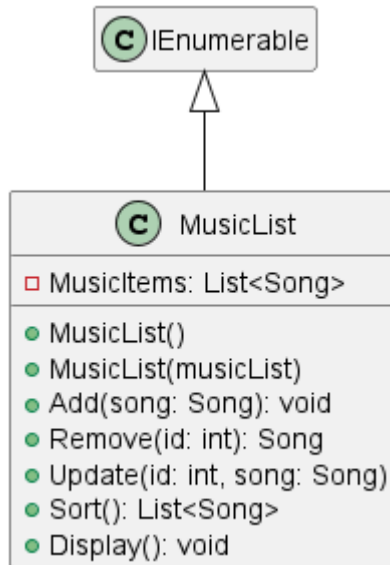 C IEnumerable
C MusicList
MusicItems: List<Song>
MusicList()
MusicList(musicList)
Add(song: Song): void
Remove(id: int): Song
Update(id: int, song: Song)
Sort(): List<Song>
Display(): void